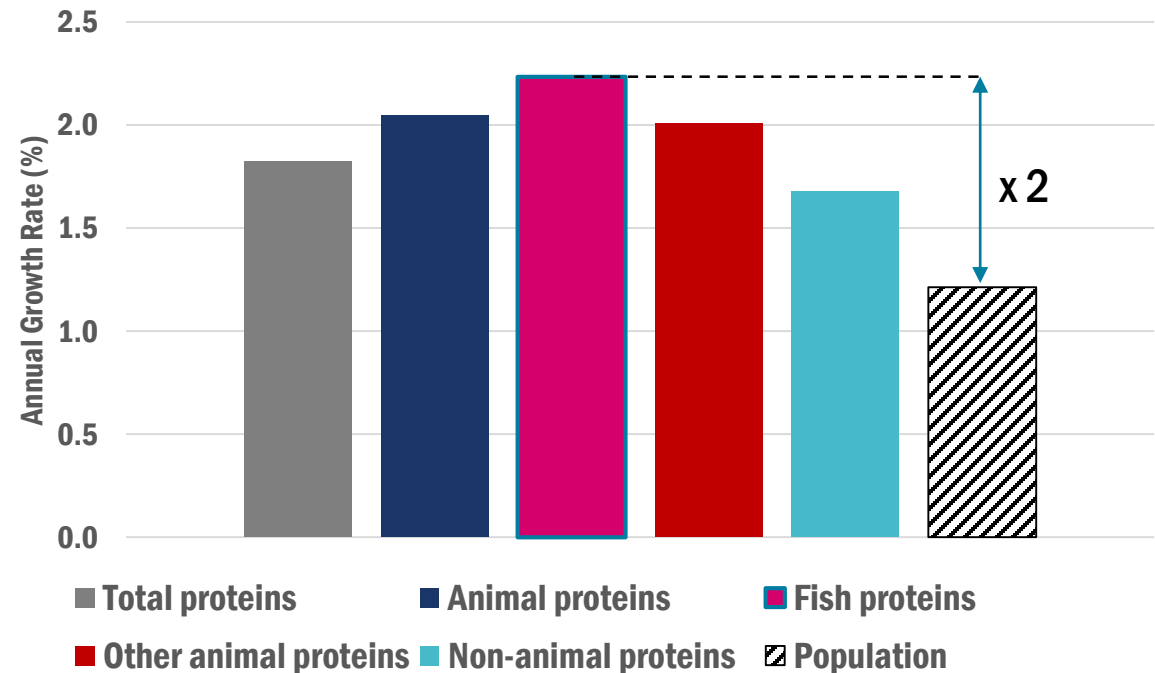 2.5
2.0
1.5
1.0
0.5
0.0
Annual Growth Rate (%)
x 2
Total proteins Animal proteins Fish proteins
Other animal proteins Non-animal proteins Population